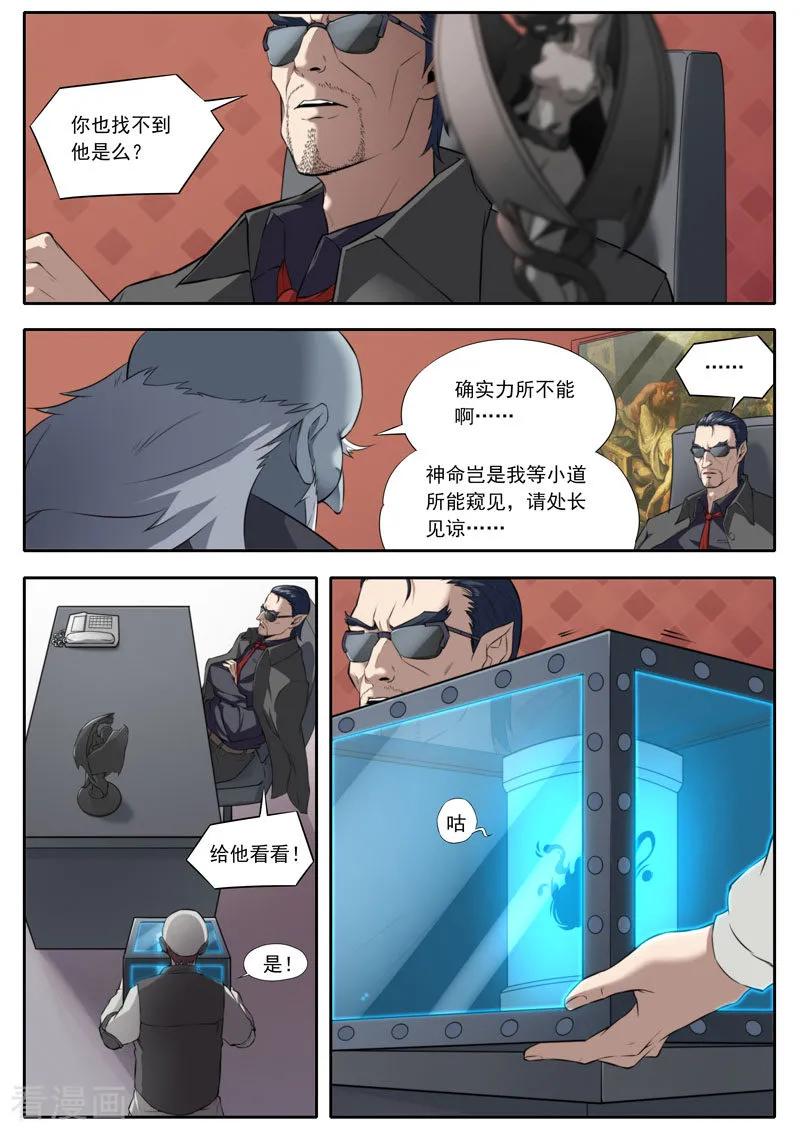 你也找不到
他是么？
确实力所不能
啊……
神命岂是我等小道
所能窥见，请处长
见谅……
……
给他看看！
是！
咕
看漫画